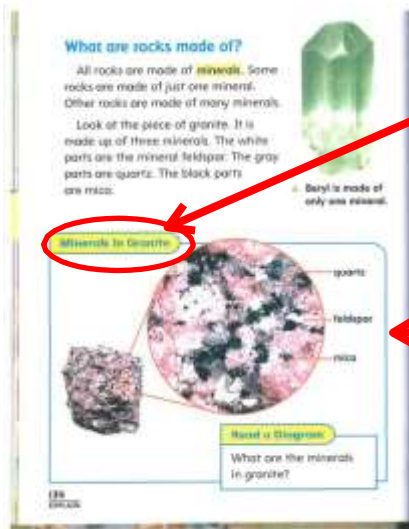 What are rocks made of?
All rocks are made of minerals. Some
rocks are made of just one mineral.
Other rocks are made of many minerals.
Look at the piece of granite. It is
made up of three minerals. The white
parts are the mineral feldspar. The gray
parts are quartz. The black parts
are mica.
Beryl is made of
only one mineral.
Minerals in Granite
quartz
feldspar
mica
Read a Diagram
What are the minerals
in granite?
EXPLAIN